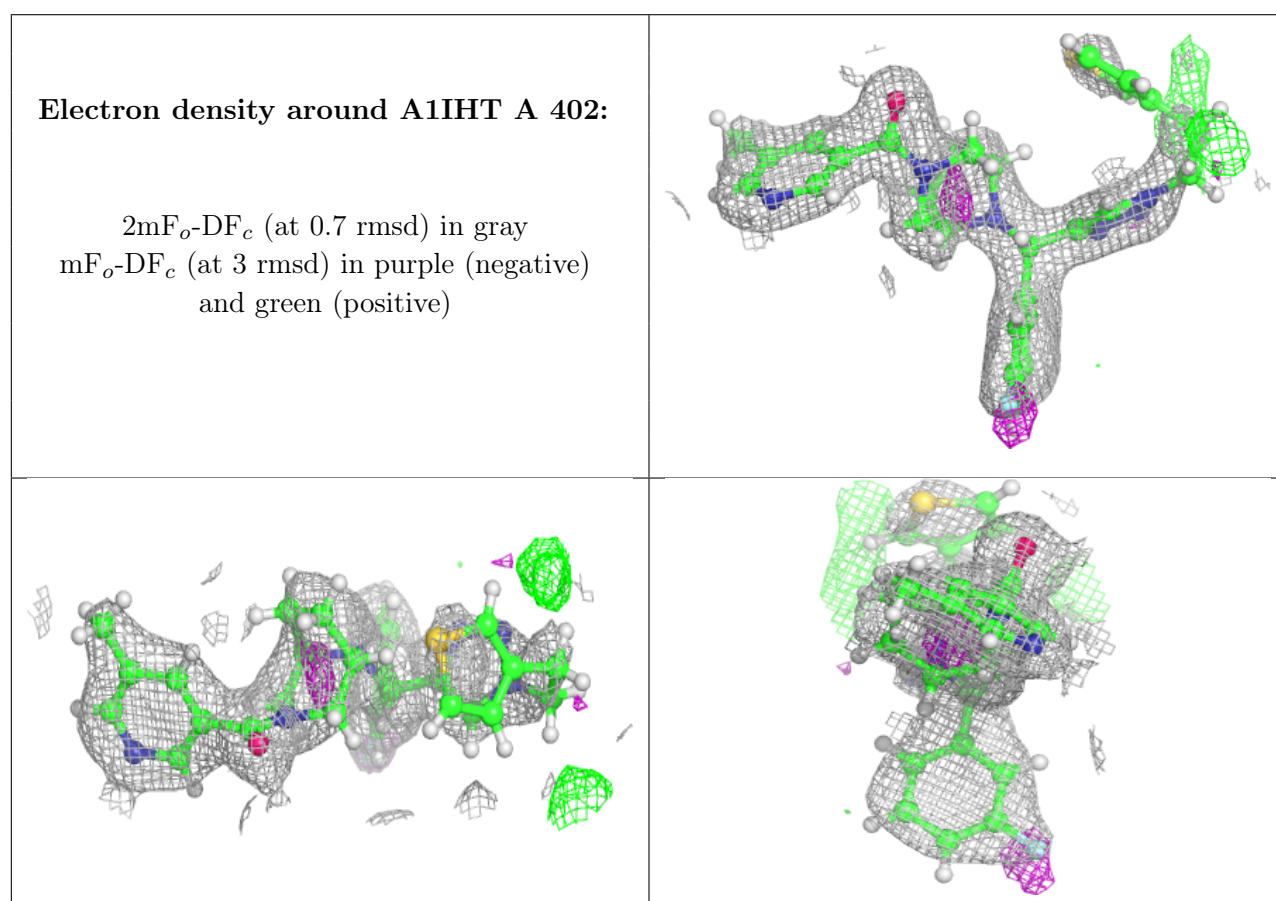 Electron density around A1IHT A 402:
2mFo-DFc (at 0.7 rmsd) in gray
mFo-DFc (at 3 rmsd) in purple (negative)
and green (positive)